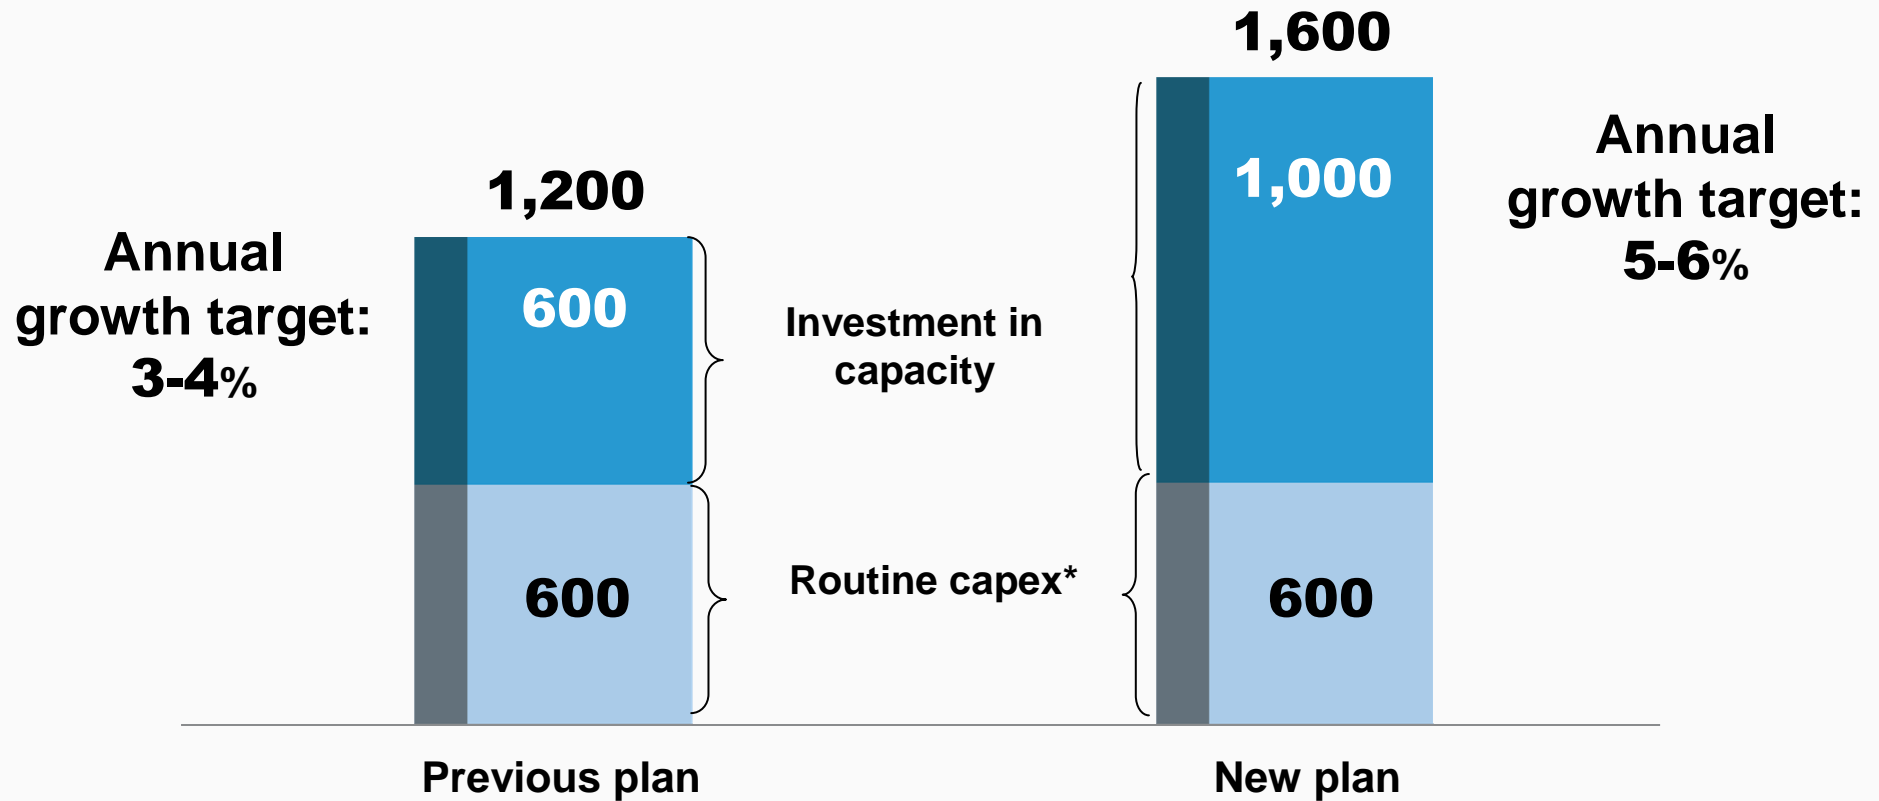 1,600
1,200
Annual
growth target:
3-4%
600
Investment in
capacity
1,000
Annual
growth target:
5-6%
600
Routine capex*
600
Previous plan
New plan